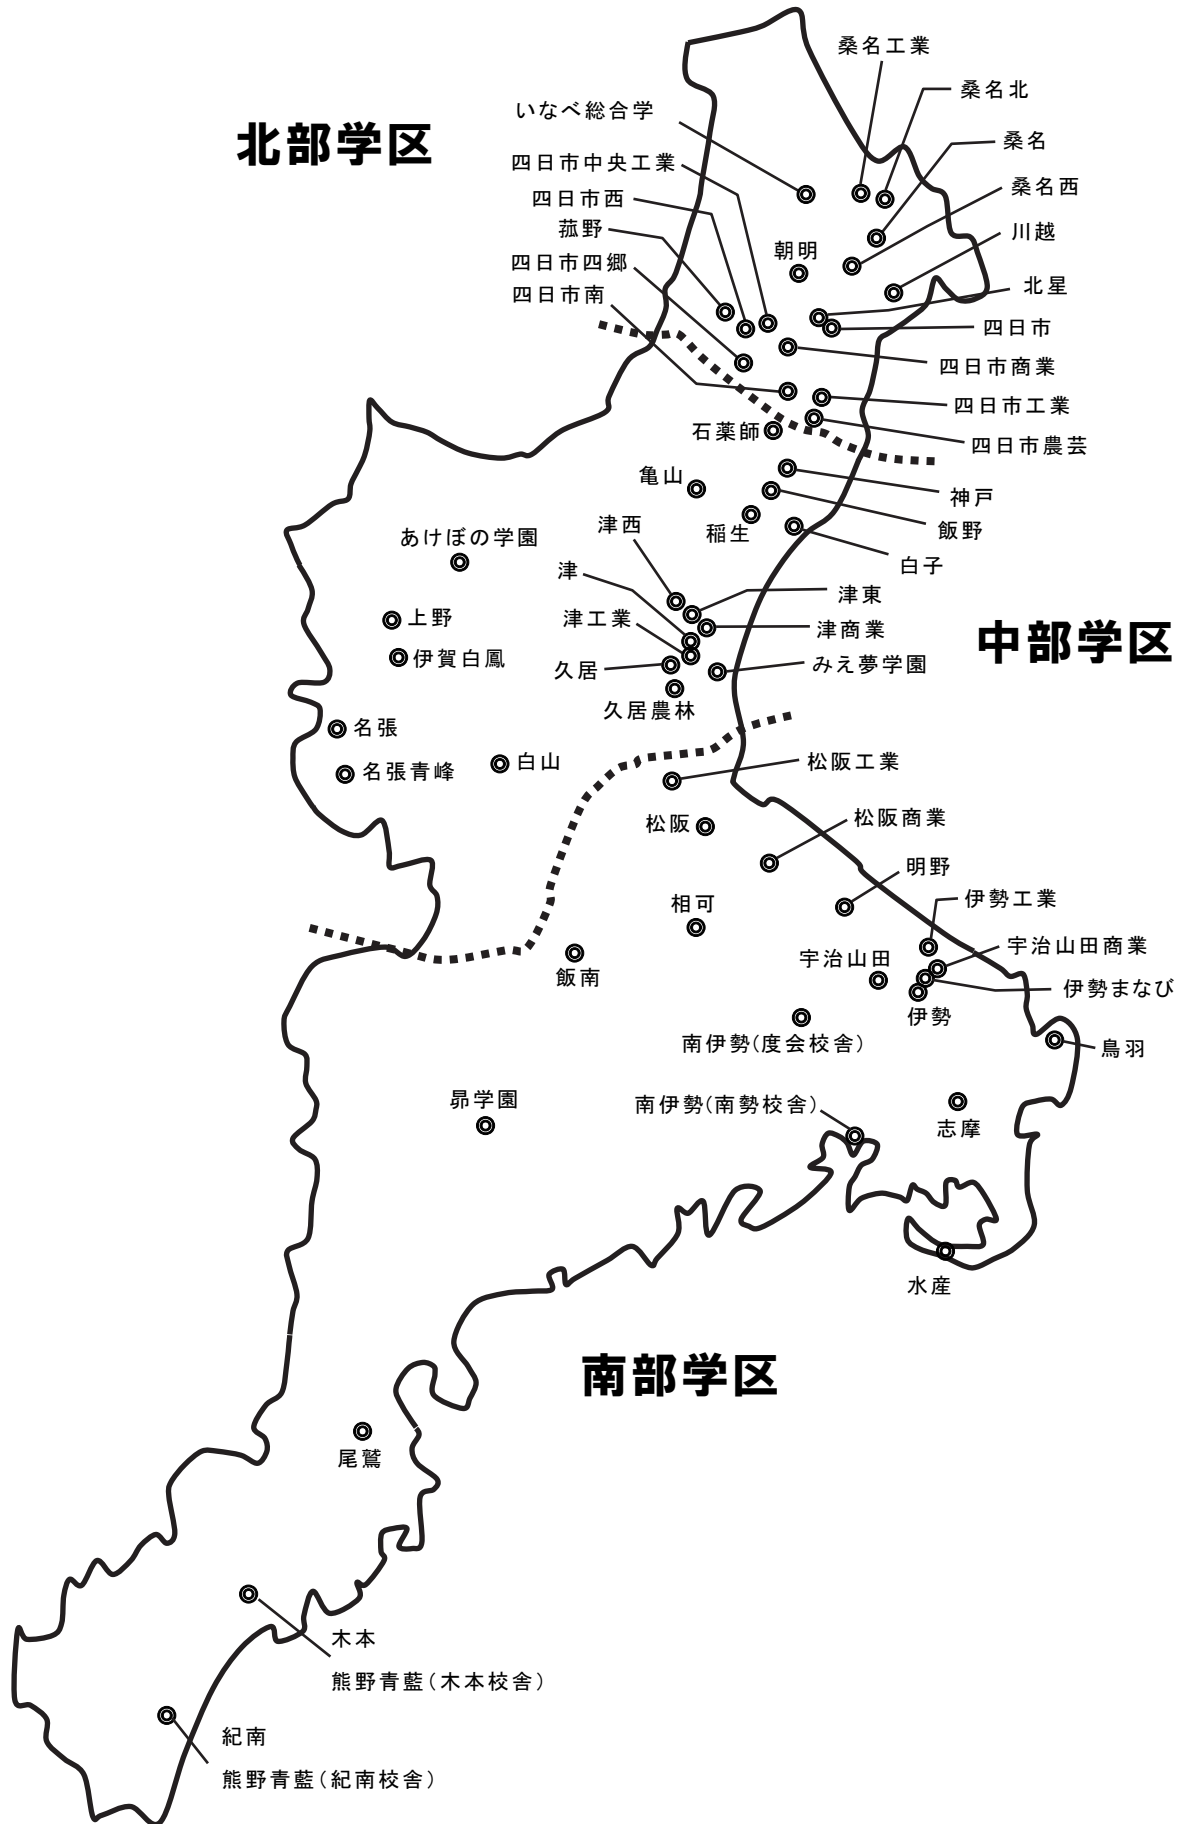 桑名工業
桑名北
いなべ総合学
北部学区
桑名
四日市中央工業
桑名西
四日市西
菰野
川越
朝明
四日市四郷
北星
四日市南
四日市
四日市商業
四日市工業
石薬師
四日市農芸
亀山
神戸
津西
稲生
飯野
あけぼの学園
白子
津
津東
上野
津工業
津商業
中部学区
伊賀白鳳
久居
みえ夢学園
久居農林
名張
白山
松阪工業
名張青峰
松阪
松阪商業
明野
相可
伊勢工業
宇治山田
宇治山田商業
飯南
伊勢まなび
伊勢
南伊勢(度会校舎)
鳥羽
昴学園
南伊勢(南勢校舎)
志摩
水産
南部学区
尾鷲
木本
熊野青藍(木本校舎)
紀南
熊野青藍(紀南校舎)